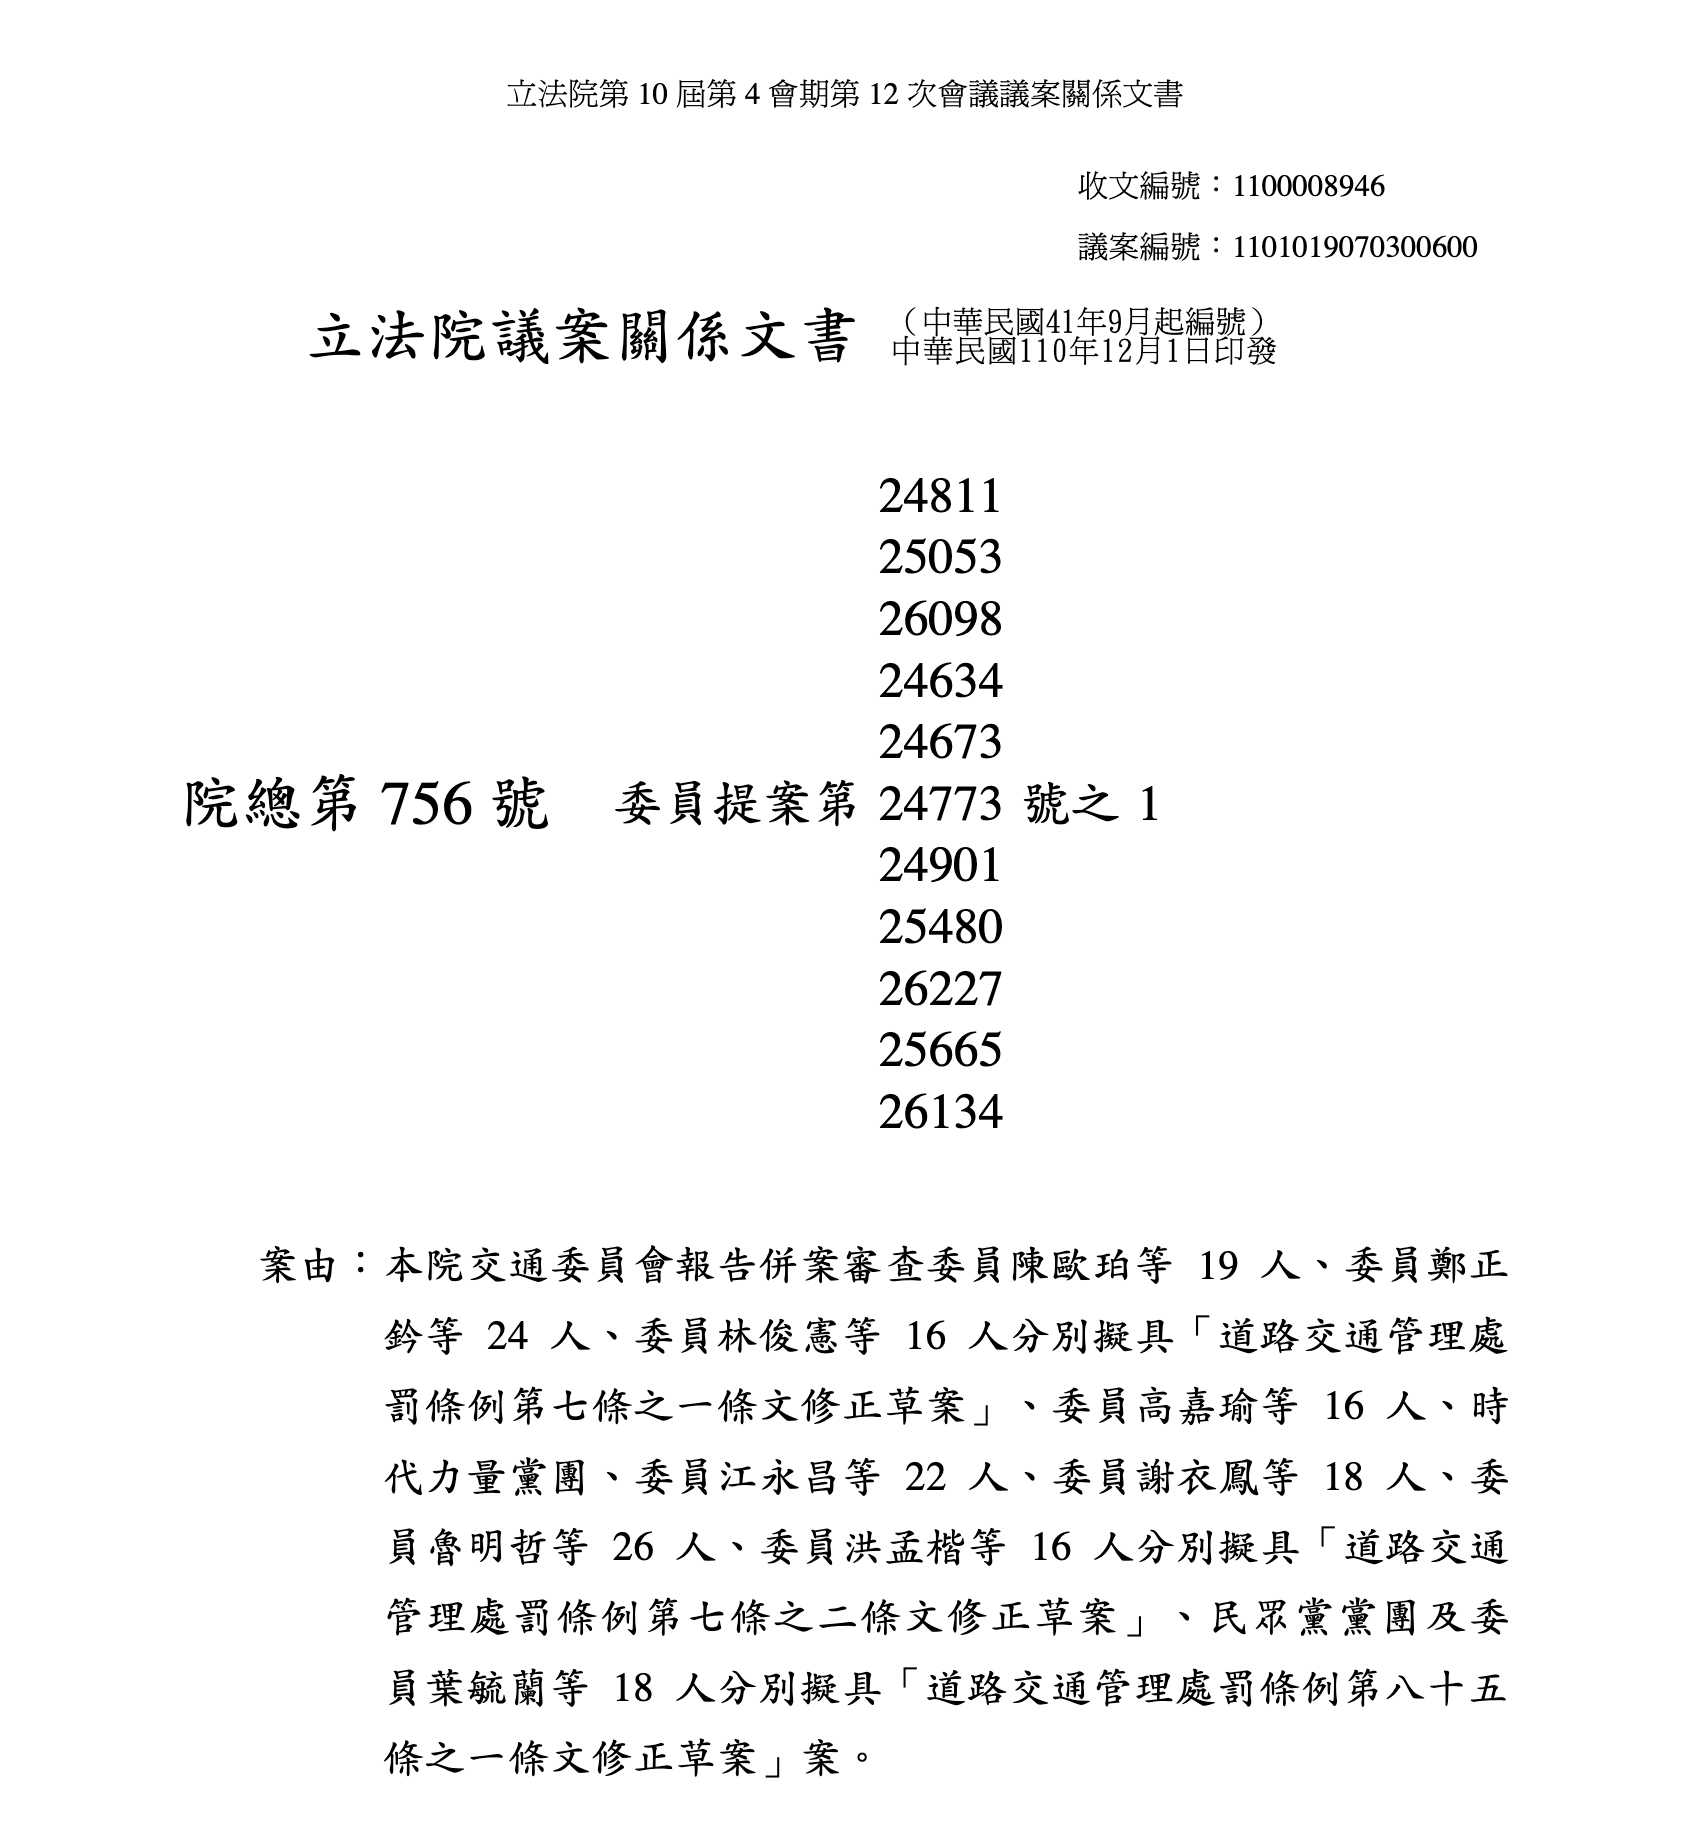 立法院第 10 屆第 4 會期第 12 次會議議案關係文書
收文編號：1100008946
議案編號：1101019070300600
立法院議案關係文書
（中華民國41年9月起編號）
中華民國110年12月1日印發
24811
25053
26098
24634
24673
院總第 756 號 委員提案第 24773 號之 1
24901
25480
26227
25665
26134
案由：本院交通委員會報告併案審查委員陳歐珀等 19 人、委員鄭正
鈐等 24 人、委員林俊憲等 16 人分別擬具「道路交通管理處
罰條例第七條之一條文修正草案」、委員高嘉瑜等 16 人、時
代力量黨團、委員江永昌等 22 人、委員謝衣鳳等 18 人、委
員魯明哲等 26 人、委員洪孟楷等 16 人分別擬具「道路交通
管理處罰條例第七條之二條文修正草案」、民眾黨黨團及委
員葉毓蘭等 18 人分別擬具「道路交通管理處罰條例第八十五
條之一條文修正草案」案。